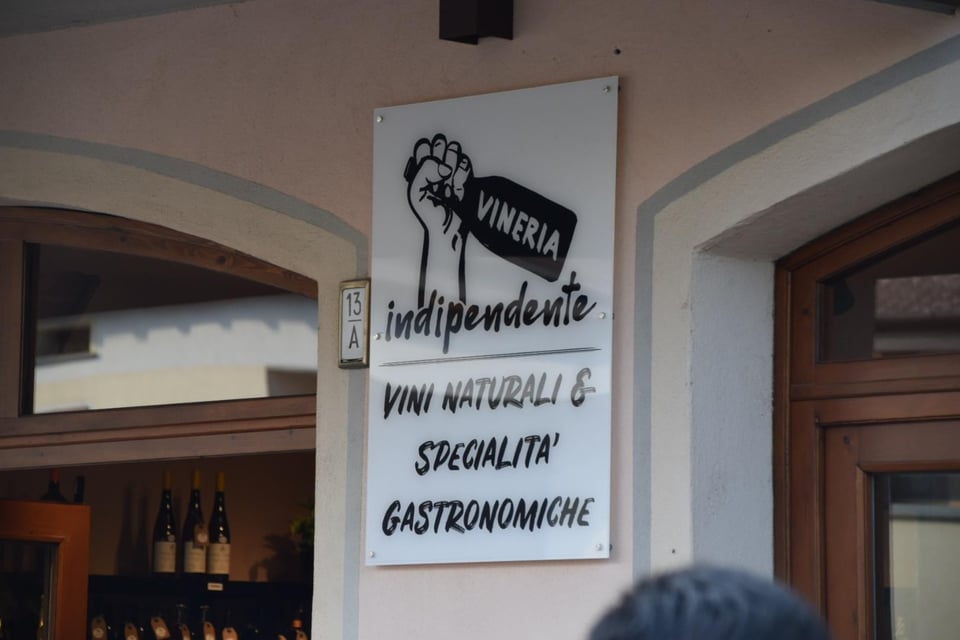 VINERIA
indipendente
13
A
VINI NATURALI &
SPECIALITA'
GASTRONOMICHE